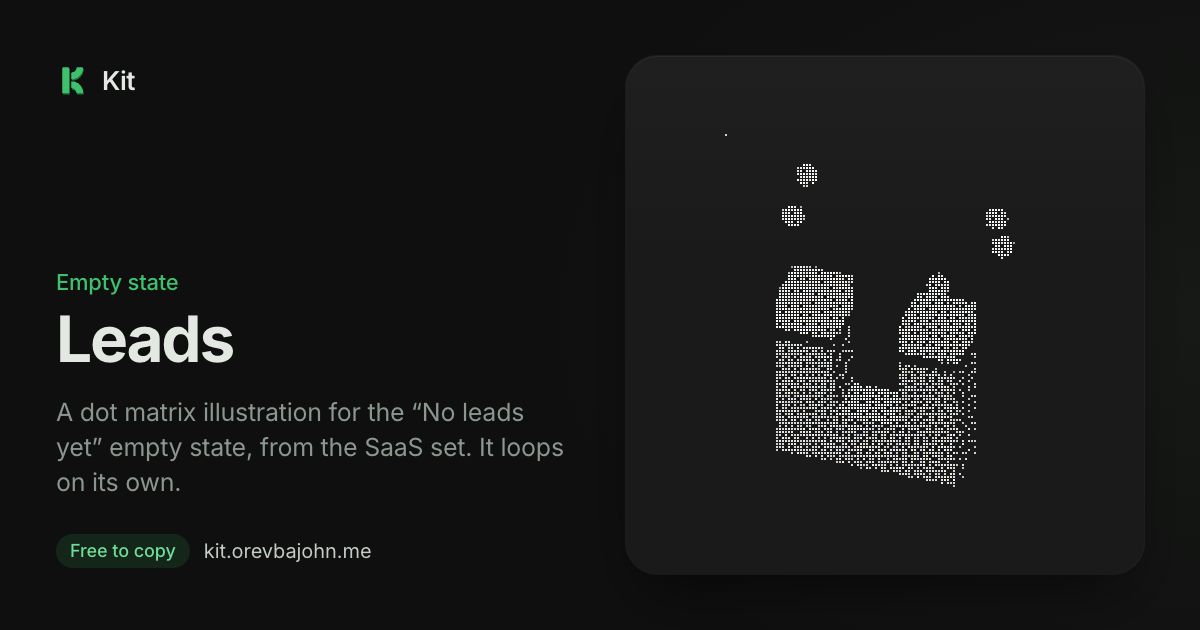 Kit
Empty state
Leads
A dot matrix illustration for the “No leads
yet” empty state, from the SaaS set. It loops
on its own.
Free to copy
kit.orevbajohn.me